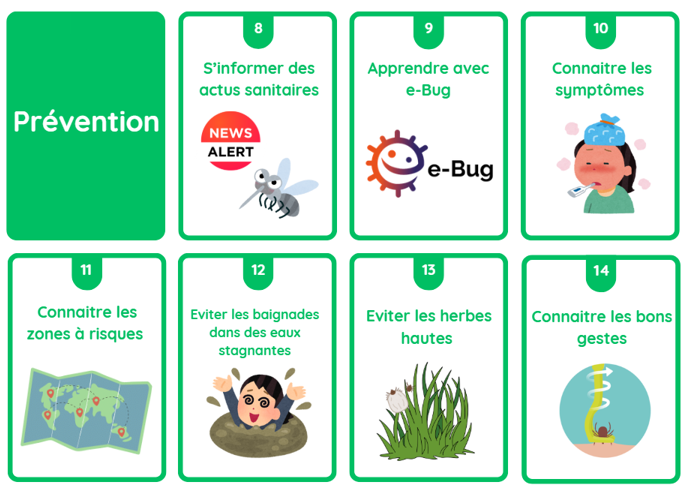 Prévention
8
S'informer des
actus sanitaires
NEWS
ALERT
9
Apprendre avec
e-Bug
e-Bug
10
Connaitre les
symptômes
11
Connaitre les
zones à risques
12
Eviter les baignades
dans des eaux
stagnantes
13
Eviter les herbes
hautes
14
Connaitre les bons
gestes